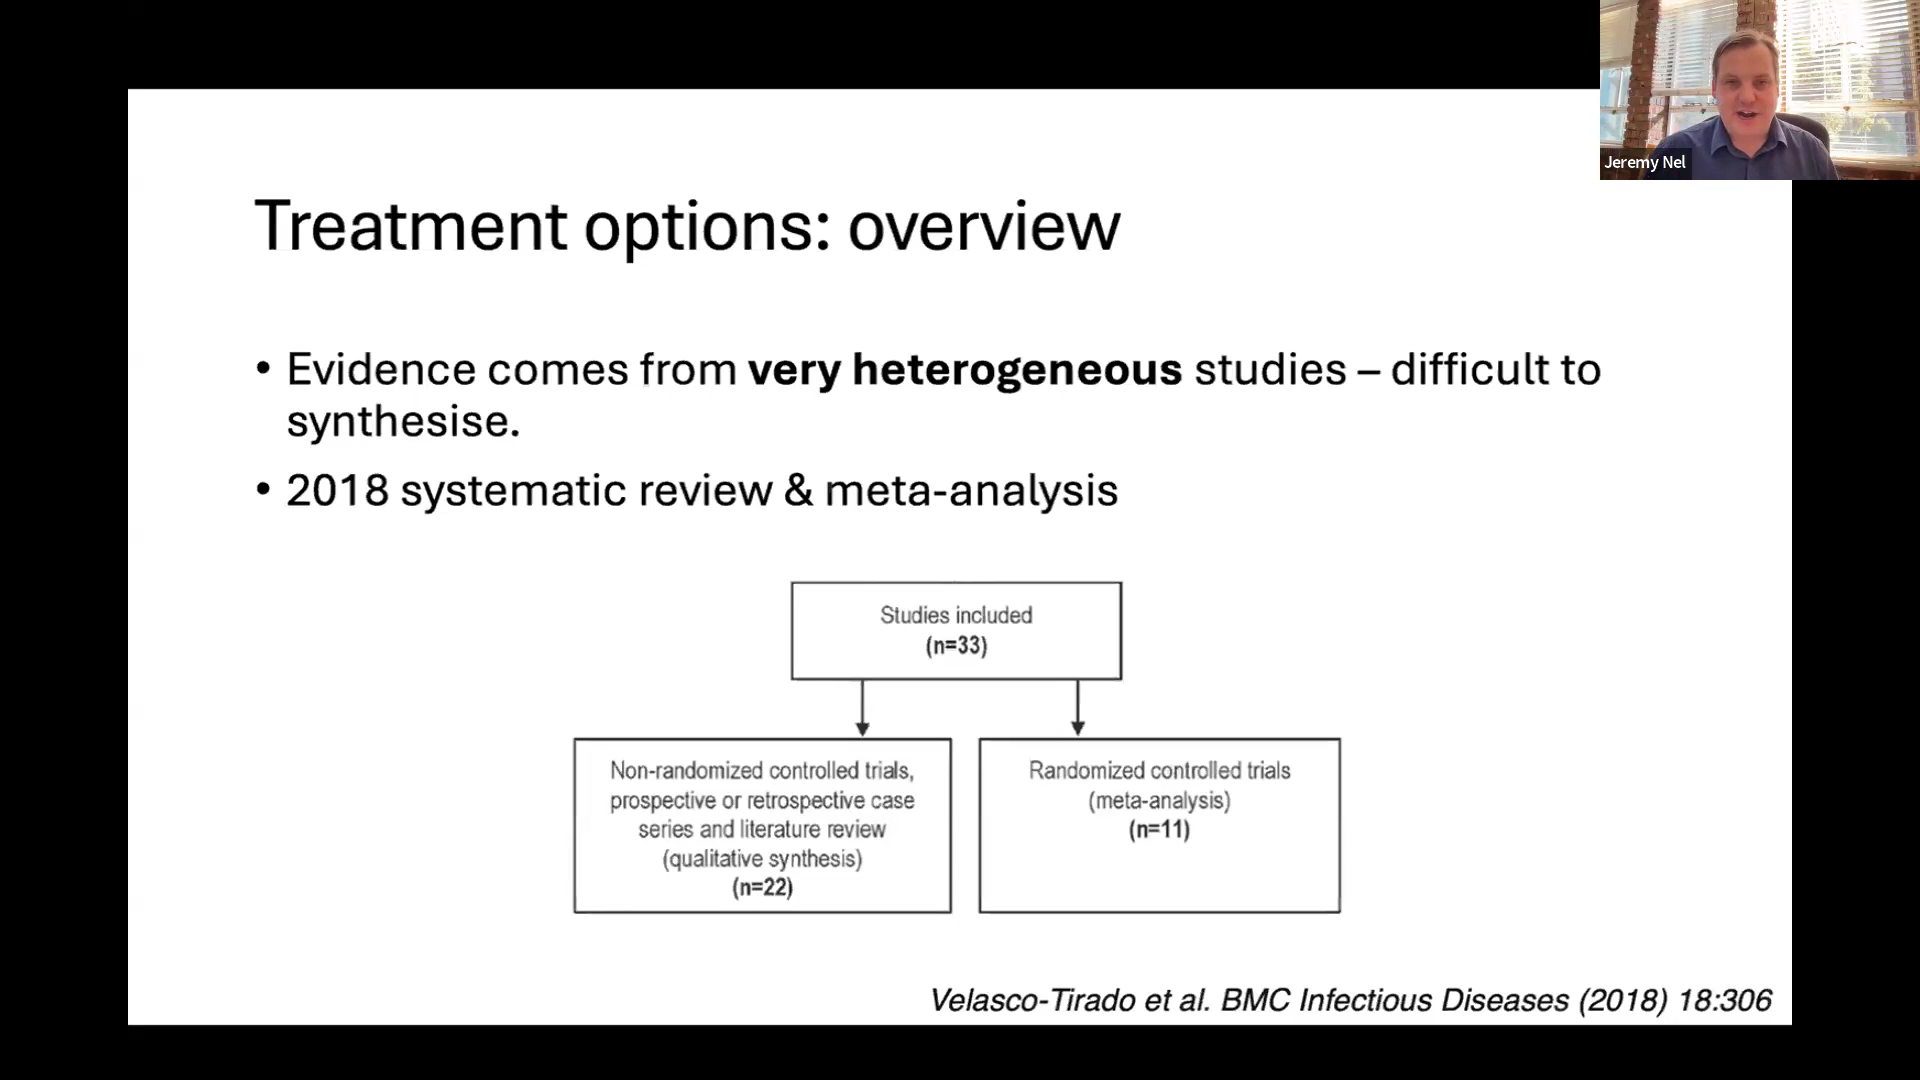 Jeremy Nel
Treatment options: overview
• Evidence comes from very heterogeneous studies – difficult to
synthesise.
• 2018 systematic review & meta-analysis
Studies included
(n=33)
Non-randomized controlled trials,
prospective or retrospective case
series and literature review
(qualitative synthesis)
(n=22)
Randomized controlled trials
(meta-analysis)
(n=11)
Velasco-Tirado et al. BMC Infectious Diseases (2018) 18:306